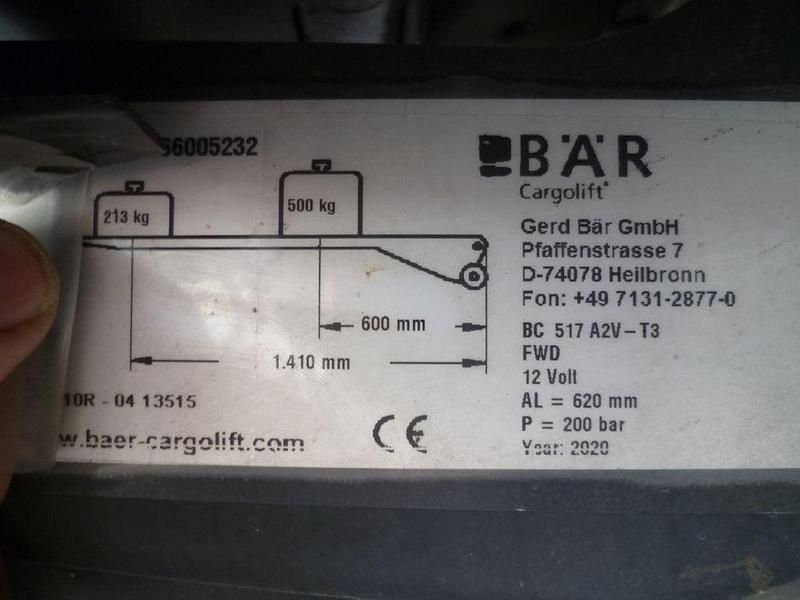 66005232
BÄR
Cargolift®
213 kg
500 kg
600 mm
1.410 mm
Gerd Bär GmbH
Pfaffenstrasse 7
D-74078 Heilbronn
Fon: +49 7131-2877-0
BC 517 A2V-T3
FWD
12 Volt
AL = 620 mm
P = 200 bar
Year: 2020
10R - 04 13515
w.baer-cargolift.com
CE